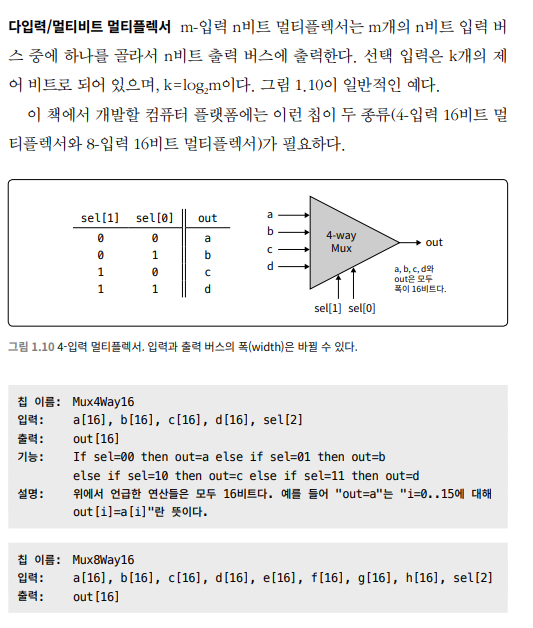 다입력/멀티비트 멀티플렉서 m-입력 n비트 멀티플렉서는 m개의 n비트 입력 버
스 중에 하나를 골라서 n비트 출력 버스에 출력한다. 선택 입력은 k개의 제
어 비트로 되어 있으며, k=log₂m이다. 그림 1.10이 일반적인 예다.
이 책에서 개발할 컴퓨터 플랫폼에는 이런 칩이 두 종류(4-입력 16비트 멀
티플렉서와 8-입력 16비트 멀티플렉서)가 필요하다.
sel[1] sel[0] out
0 0 a
0 1 b
1 0 c
1 1 d
a
b
c
d
4-way
Mux
out
a, b, c, d와
out은 모두
폭이 16비트다.
sel[1] sel[0]
그림 1.10 4-입력 멀티플렉서. 입력과 출력 버스의 폭(width)은 바뀔 수 있다.
칩 이름: Mux4Way16
입력: a[16], b[16], c[16], d[16], sel[2]
출력: out[16]
기능: If sel=00 then out=a else if sel=01 then out=b
else if sel=10 then out=c else if sel=11 then out=d
설명: 위에서 언급한 연산들은 모두 16비트다. 예를 들어 "out=a"는 "i=0..15에 대해
out[i]=a[i]"란 뜻이다.
칩 이름: Mux8Way16
입력: a[16], b[16], c[16], d[16], e[16], f[16], g[16], h[16], sel[2]
출력: out[16]